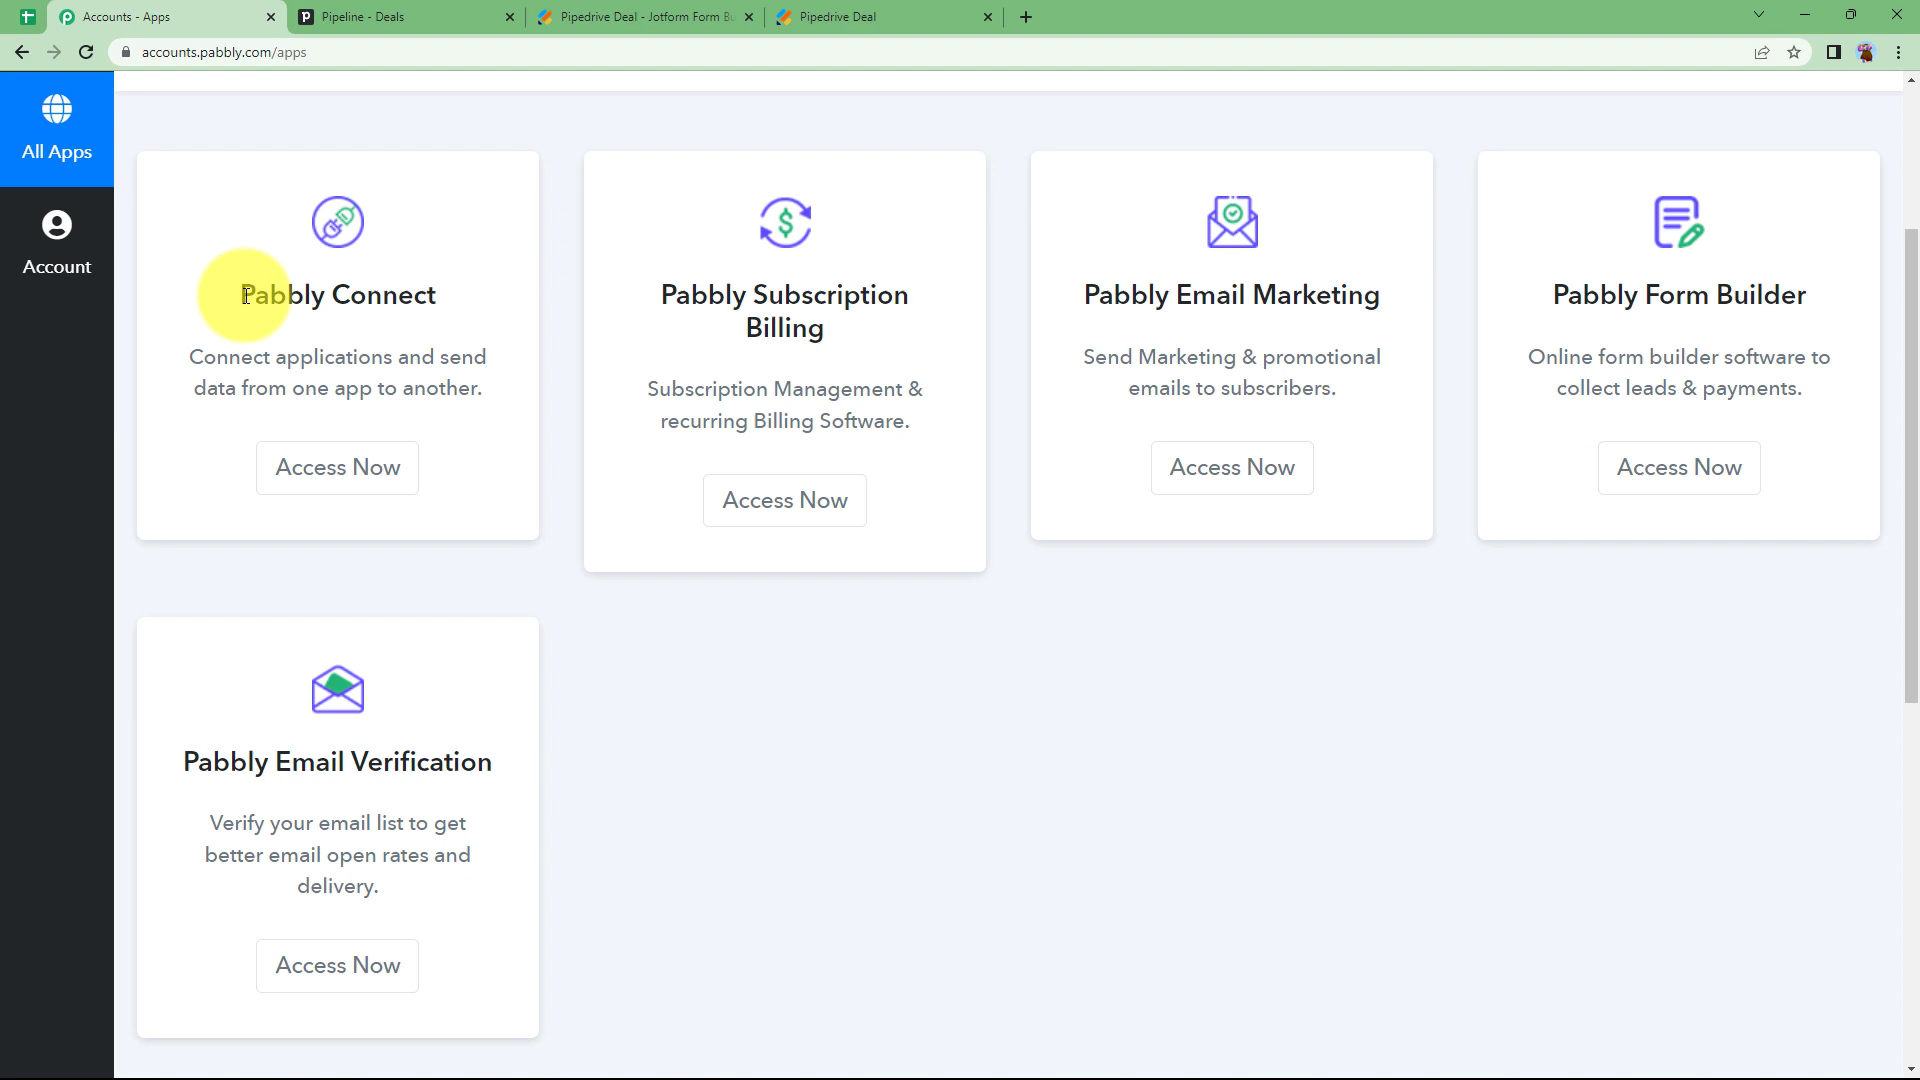 Accounts - Apps
Pipeline - Deals
Pipedrive Deal - Jotform Form Bu
Pipedrive Deal
accounts.pabbly.com/apps
All Apps
Account
Pabbly Connect
Connect applications and send
data from one app to another.
Access Now
Pabbly Subscription
Billing
Subscription Management &
recurring Billing Software.
Access Now
Pabbly Email Marketing
Send Marketing & promotional
emails to subscribers.
Access Now
Pabbly Form Builder
Online form builder software to
collect leads & payments.
Access Now
Pabbly Email Verification
Verify your email list to get
better email open rates and
delivery.
Access Now